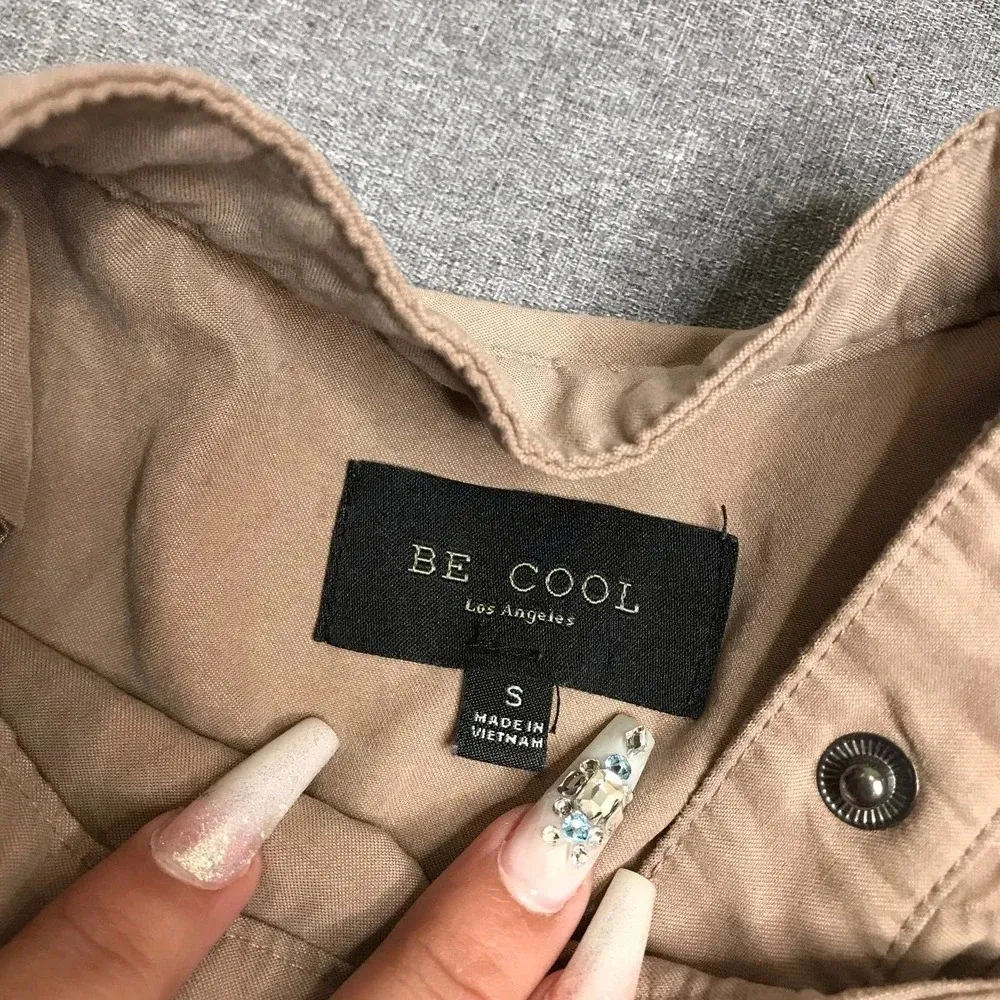 BE COOL
Los Angeles
S
MADE IN
VIETNAM